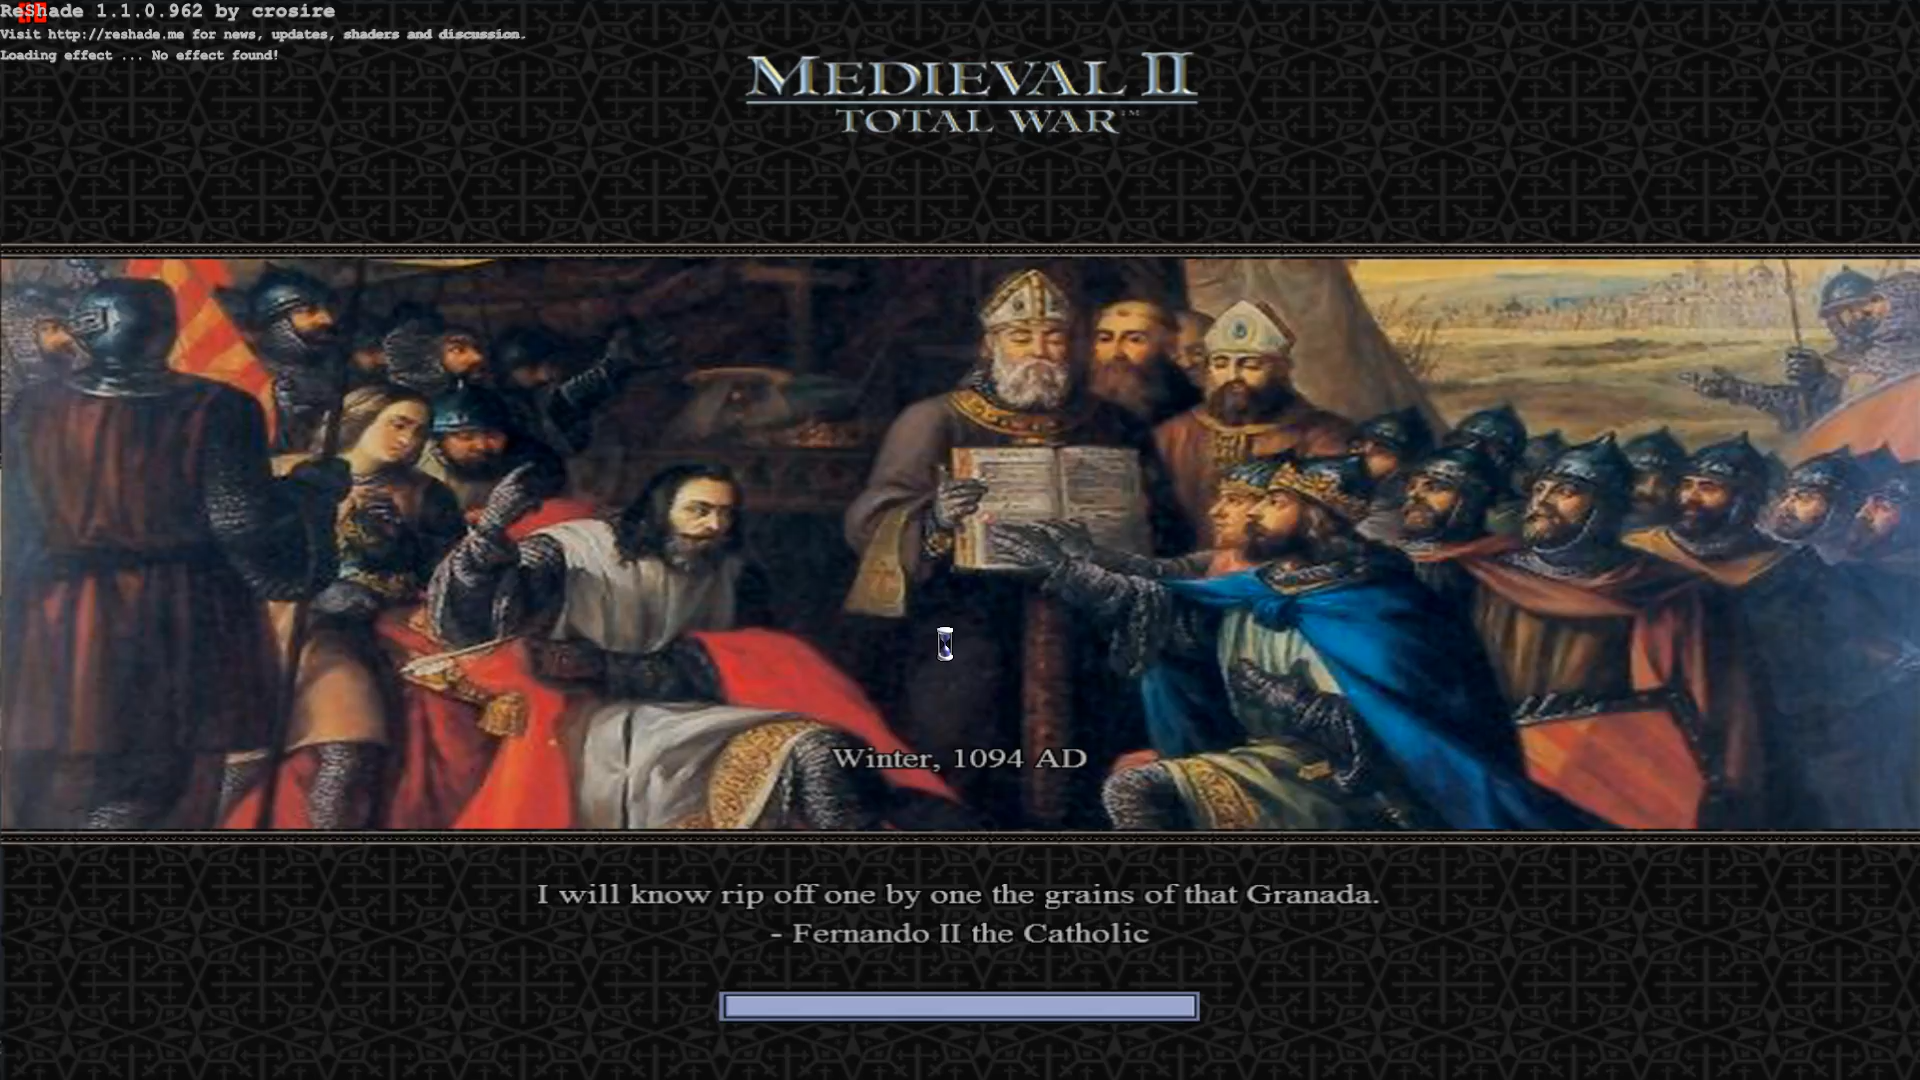 ReShade 1.1.0.962 by crosire
Visit http://reshade.me for news, updates, shaders and discussion.
Loading effect ... No effect found!
MEDIEVAL II
TOTAL WAR™
Winter, 1094 AD
I will know rip off one by one the grains of that Granada.
- Fernando II the Catholic